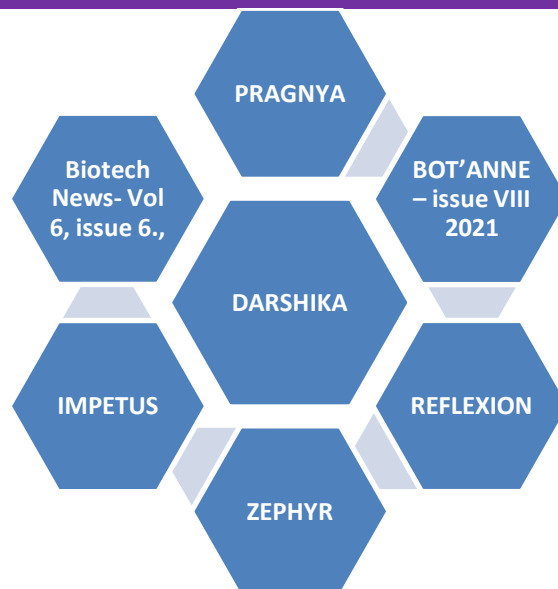 PRAGNYA
Biotech
News- Vol
6, issue 6.,
BOT’ANNE
– issue VIII
2021
DARSHIKA
IMPETUS
REFLEXION
ZEPHYR